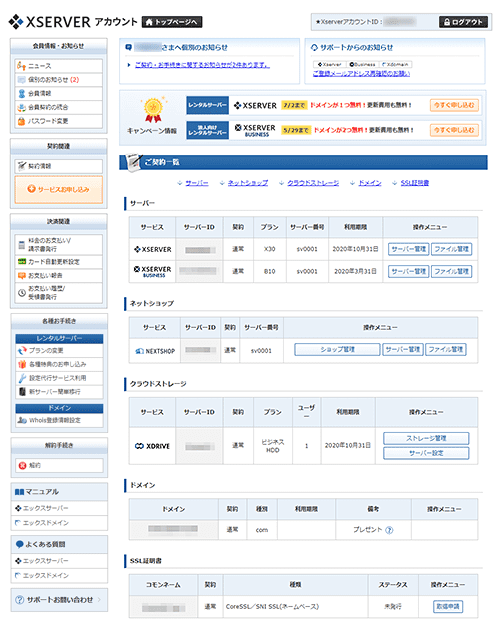 XSERVER アカウント トップページへ
★XserverアカウントID： ログアウト
会員情報・お知らせ
ニュース
個別のお知らせ (2)
会員情報
会員契約の統合
パスワード変更
契約関連
契約情報
サービスお申し込み
決済関連
料金のお支払い/
請求書発行
カード自動更新設定
お支払い報告
お支払い履歴/
受領書発行
各種お手続き
レンタルサーバー
プランの変更
各種特典のお申し込み
設定代行サービス利用
新サーバー簡単移行
ドメイン
Whois登録情報設定
解約手続き
解約
マニュアル
エックスサーバー
エックスドメイン
よくある質問
エックスサーバー
エックスドメイン
サポートお問い合わせ
さまへ個別のお知らせ
ご契約・お手続きに関するお知らせが2件あります。
サポートからのお知らせ
Xserver Business Xdomain
ご登録メールアドレス再確認のお願い
キャンペーン情報
レンタルサーバー XSERVER 2/2まで ドメインが1つ無料！更新費用も無料！ 今すぐ申し込む
法人向け
レンタルサーバー XSERVER BUSINESS 5/29まで ドメインが2つ無料！更新費用も無料！ 今すぐ申し込む
ご契約一覧
サーバー ネットショップ クラウドストレージ ドメイン SSL証明書
サーバー
サービス サーバーID 契約 プラン サーバー番号 利用期限 操作メニュー
XSERVER 通常 X30 sv0001 2020年10月31日 サーバー管理 ファイル管理
XSERVER BUSINESS 通常 B10 sv0001 2020年3月31日 サーバー管理 ファイル管理
ネットショップ
サービス サーバーID 契約 サーバー番号 操作メニュー
NEXTSHOP 通常 sv0001 ショップ管理 サーバー管理 ファイル管理
クラウドストレージ
サービス サーバーID 契約 プラン ユーザー 利用期限 操作メニュー
XDRIVE 通常 ビジネス HDD 1 2020年10月31日 ストレージ管理
サーバー設定
ドメイン
ドメイン 契約 種別 利用期限 備考 操作メニュー
通常 com プレゼント ?
SSL証明書
コモンネーム 契約 種類 ステータス 操作メニュー
通常 CoreSSL／SNI SSL(ネームベース) 未発行 取得申請